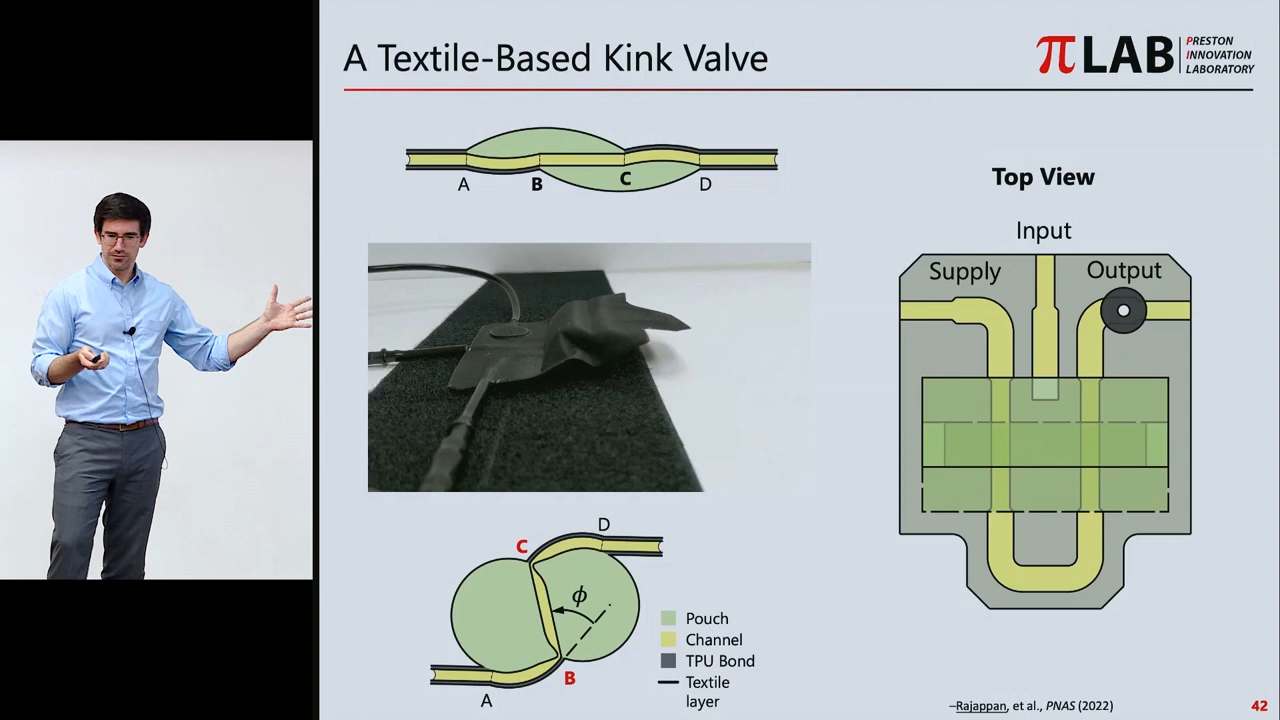 A Textile-Based Kink Valve
πLAB
PRESTON
INNOVATION
LABORATORY
A
B
C
D
Top View
Input
Supply
Output
D
C
ϕ
B
A
Pouch
Channel
TPU Bond
Textile
layer
–Rajappan, et al., PNAS (2022)
42